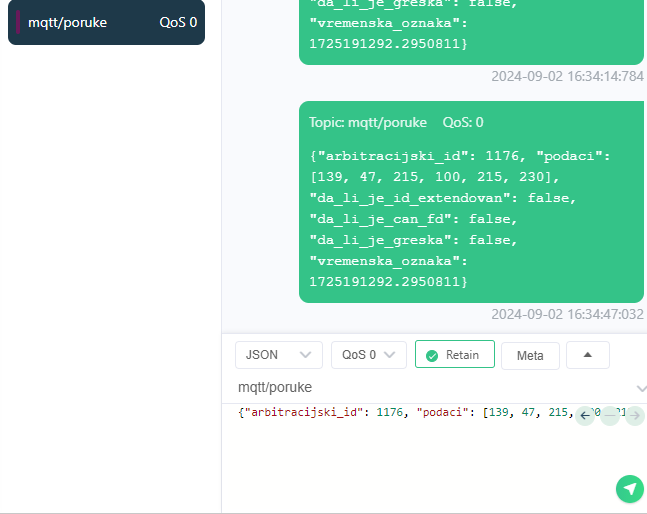 mqtt/poruke QoS 0
"da_li_je_greska": false,
"vremenska_oznaka":
1725191292.2950811}
2024-09-02 16:34:14:784
Topic: mqtt/poruke QoS: 0
{"arbitracijski_id": 1176, "podaci":
[139, 47, 215, 100, 215, 230],
"da_li_je_id_extendovan": false,
"da_li_je_can_fd": false,
"da_li_je_greska": false,
"vremenska_oznaka":
1725191292.2950811}
2024-09-02 16:34:47:032
JSON QoS 0 Retain Meta
mqtt/poruke
{"arbitracijski_id": 1176, "podaci": [139, 47, 215,